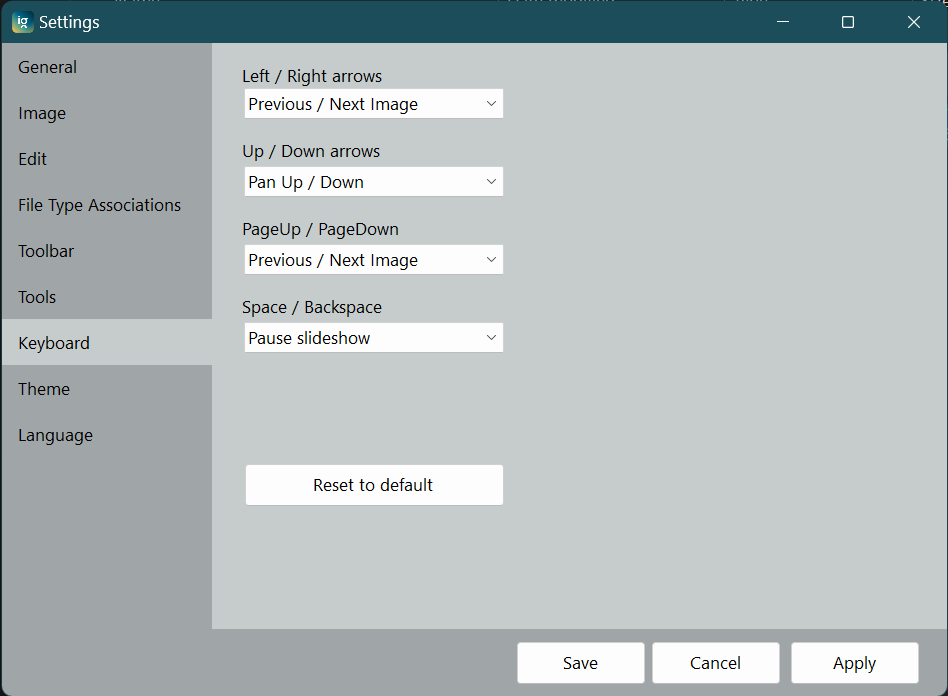 ig
Settings
General
Image
Edit
File Type Associations
Toolbar
Tools
Keyboard
Theme
Language
Left / Right arrows
Previous / Next Image
Up / Down arrows
Pan Up / Down
PageUp / PageDown
Previous / Next Image
Space / Backspace
Pause slideshow
Reset to default
Save
Cancel
Apply